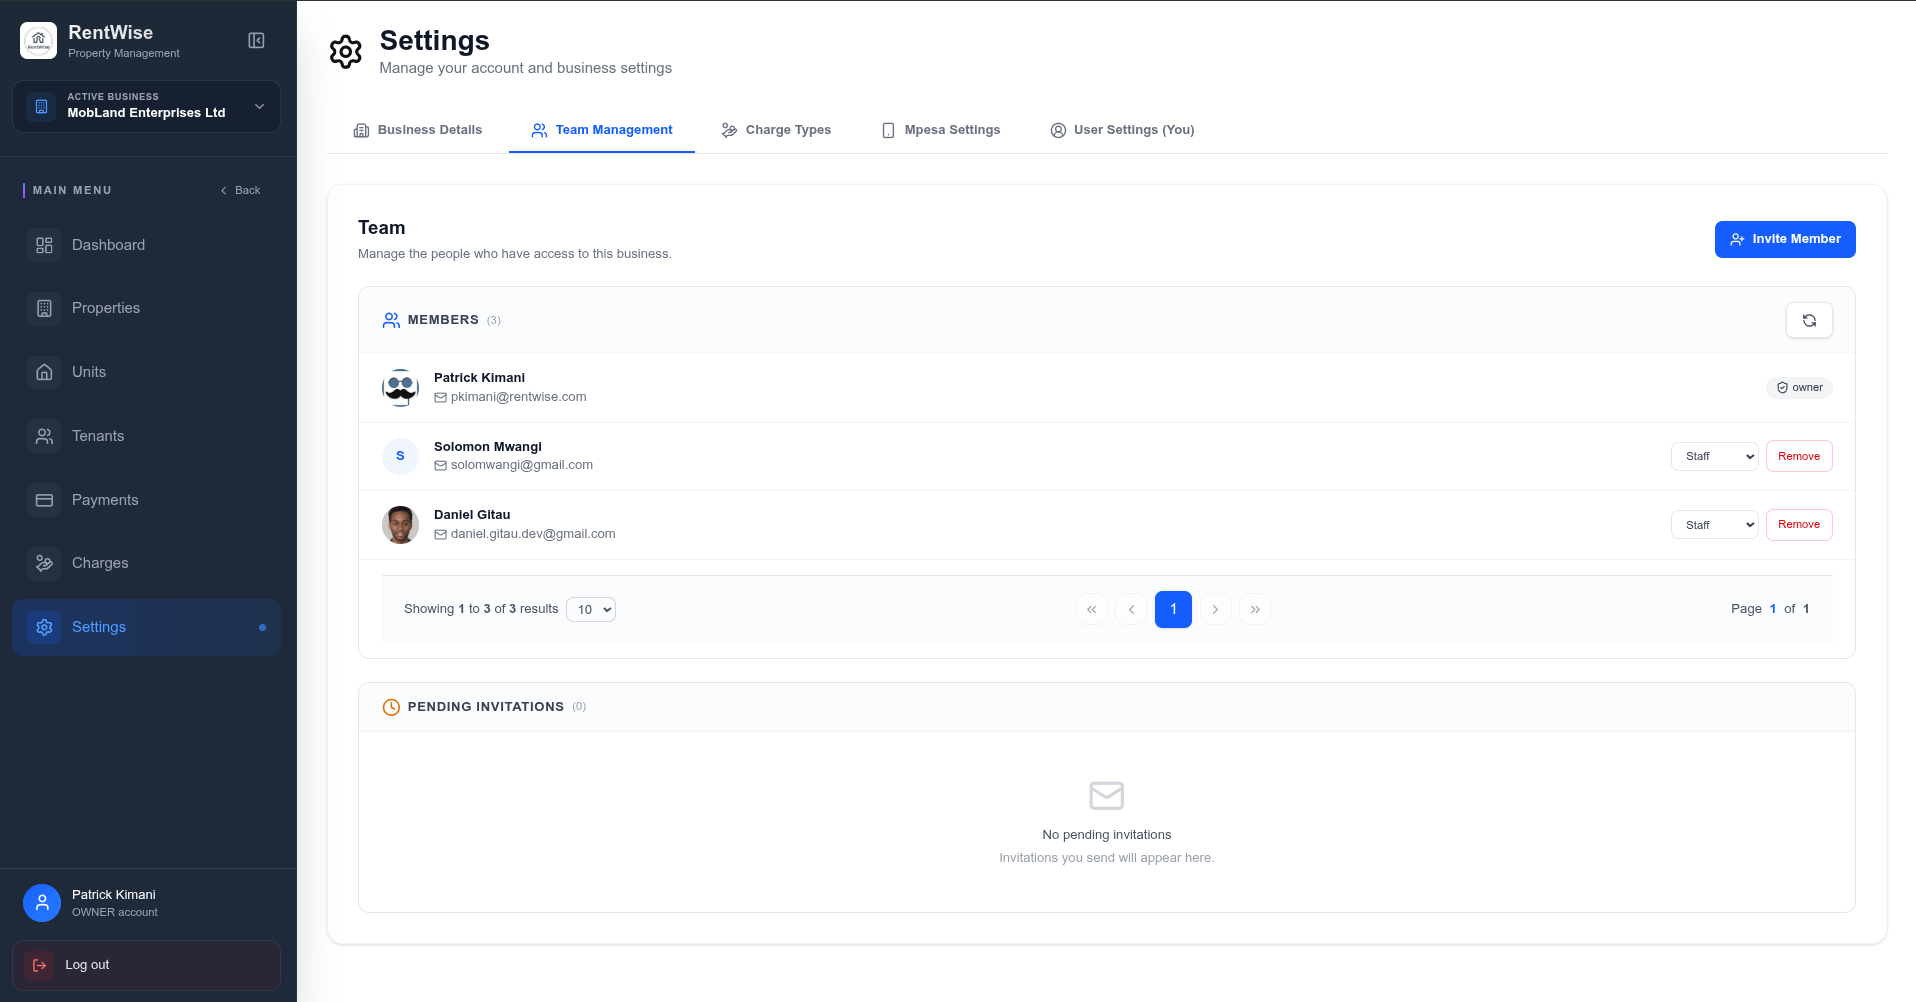 RentWise
Property Management
ACTIVE BUSINESS
MobLand Enterprises Ltd
MAIN MENU
Back
Dashboard
Properties
Units
Tenants
Payments
Charges
Settings
Patrick Kimani
OWNER account
Log out
Settings
Manage your account and business settings
Business Details
Team Management
Charge Types
Mpesa Settings
User Settings (You)
Team
Manage the people who have access to this business.
Invite Member
MEMBERS (3)
Patrick Kimani
pkimani@rentwise.com
owner
S
Solomon Mwangi
solomwangi@gmail.com
Staff
Remove
Daniel Gitau
daniel.gitau.dev@gmail.com
Staff
Remove
Showing 1 to 3 of 3 results 10
« ‹ 1 › »
Page 1 of 1
PENDING INVITATIONS (0)
No pending invitations
Invitations you send will appear here.